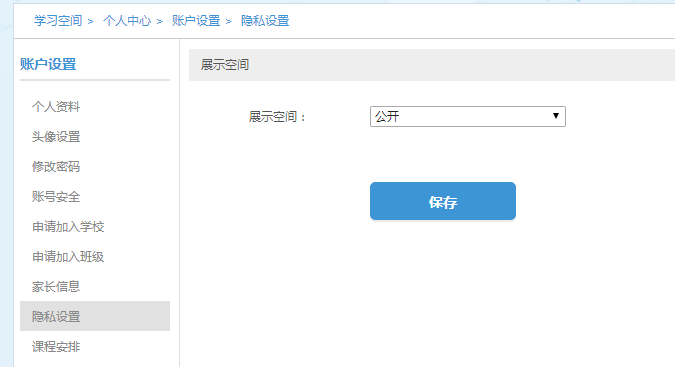 学习空间 > 个人中心 > 账户设置 > 隐私设置
账户设置
个人资料
头像设置
修改密码
账号安全
申请加入学校
申请加入班级
家长信息
隐私设置
课程安排
展示空间
展示空间：
公开
保存